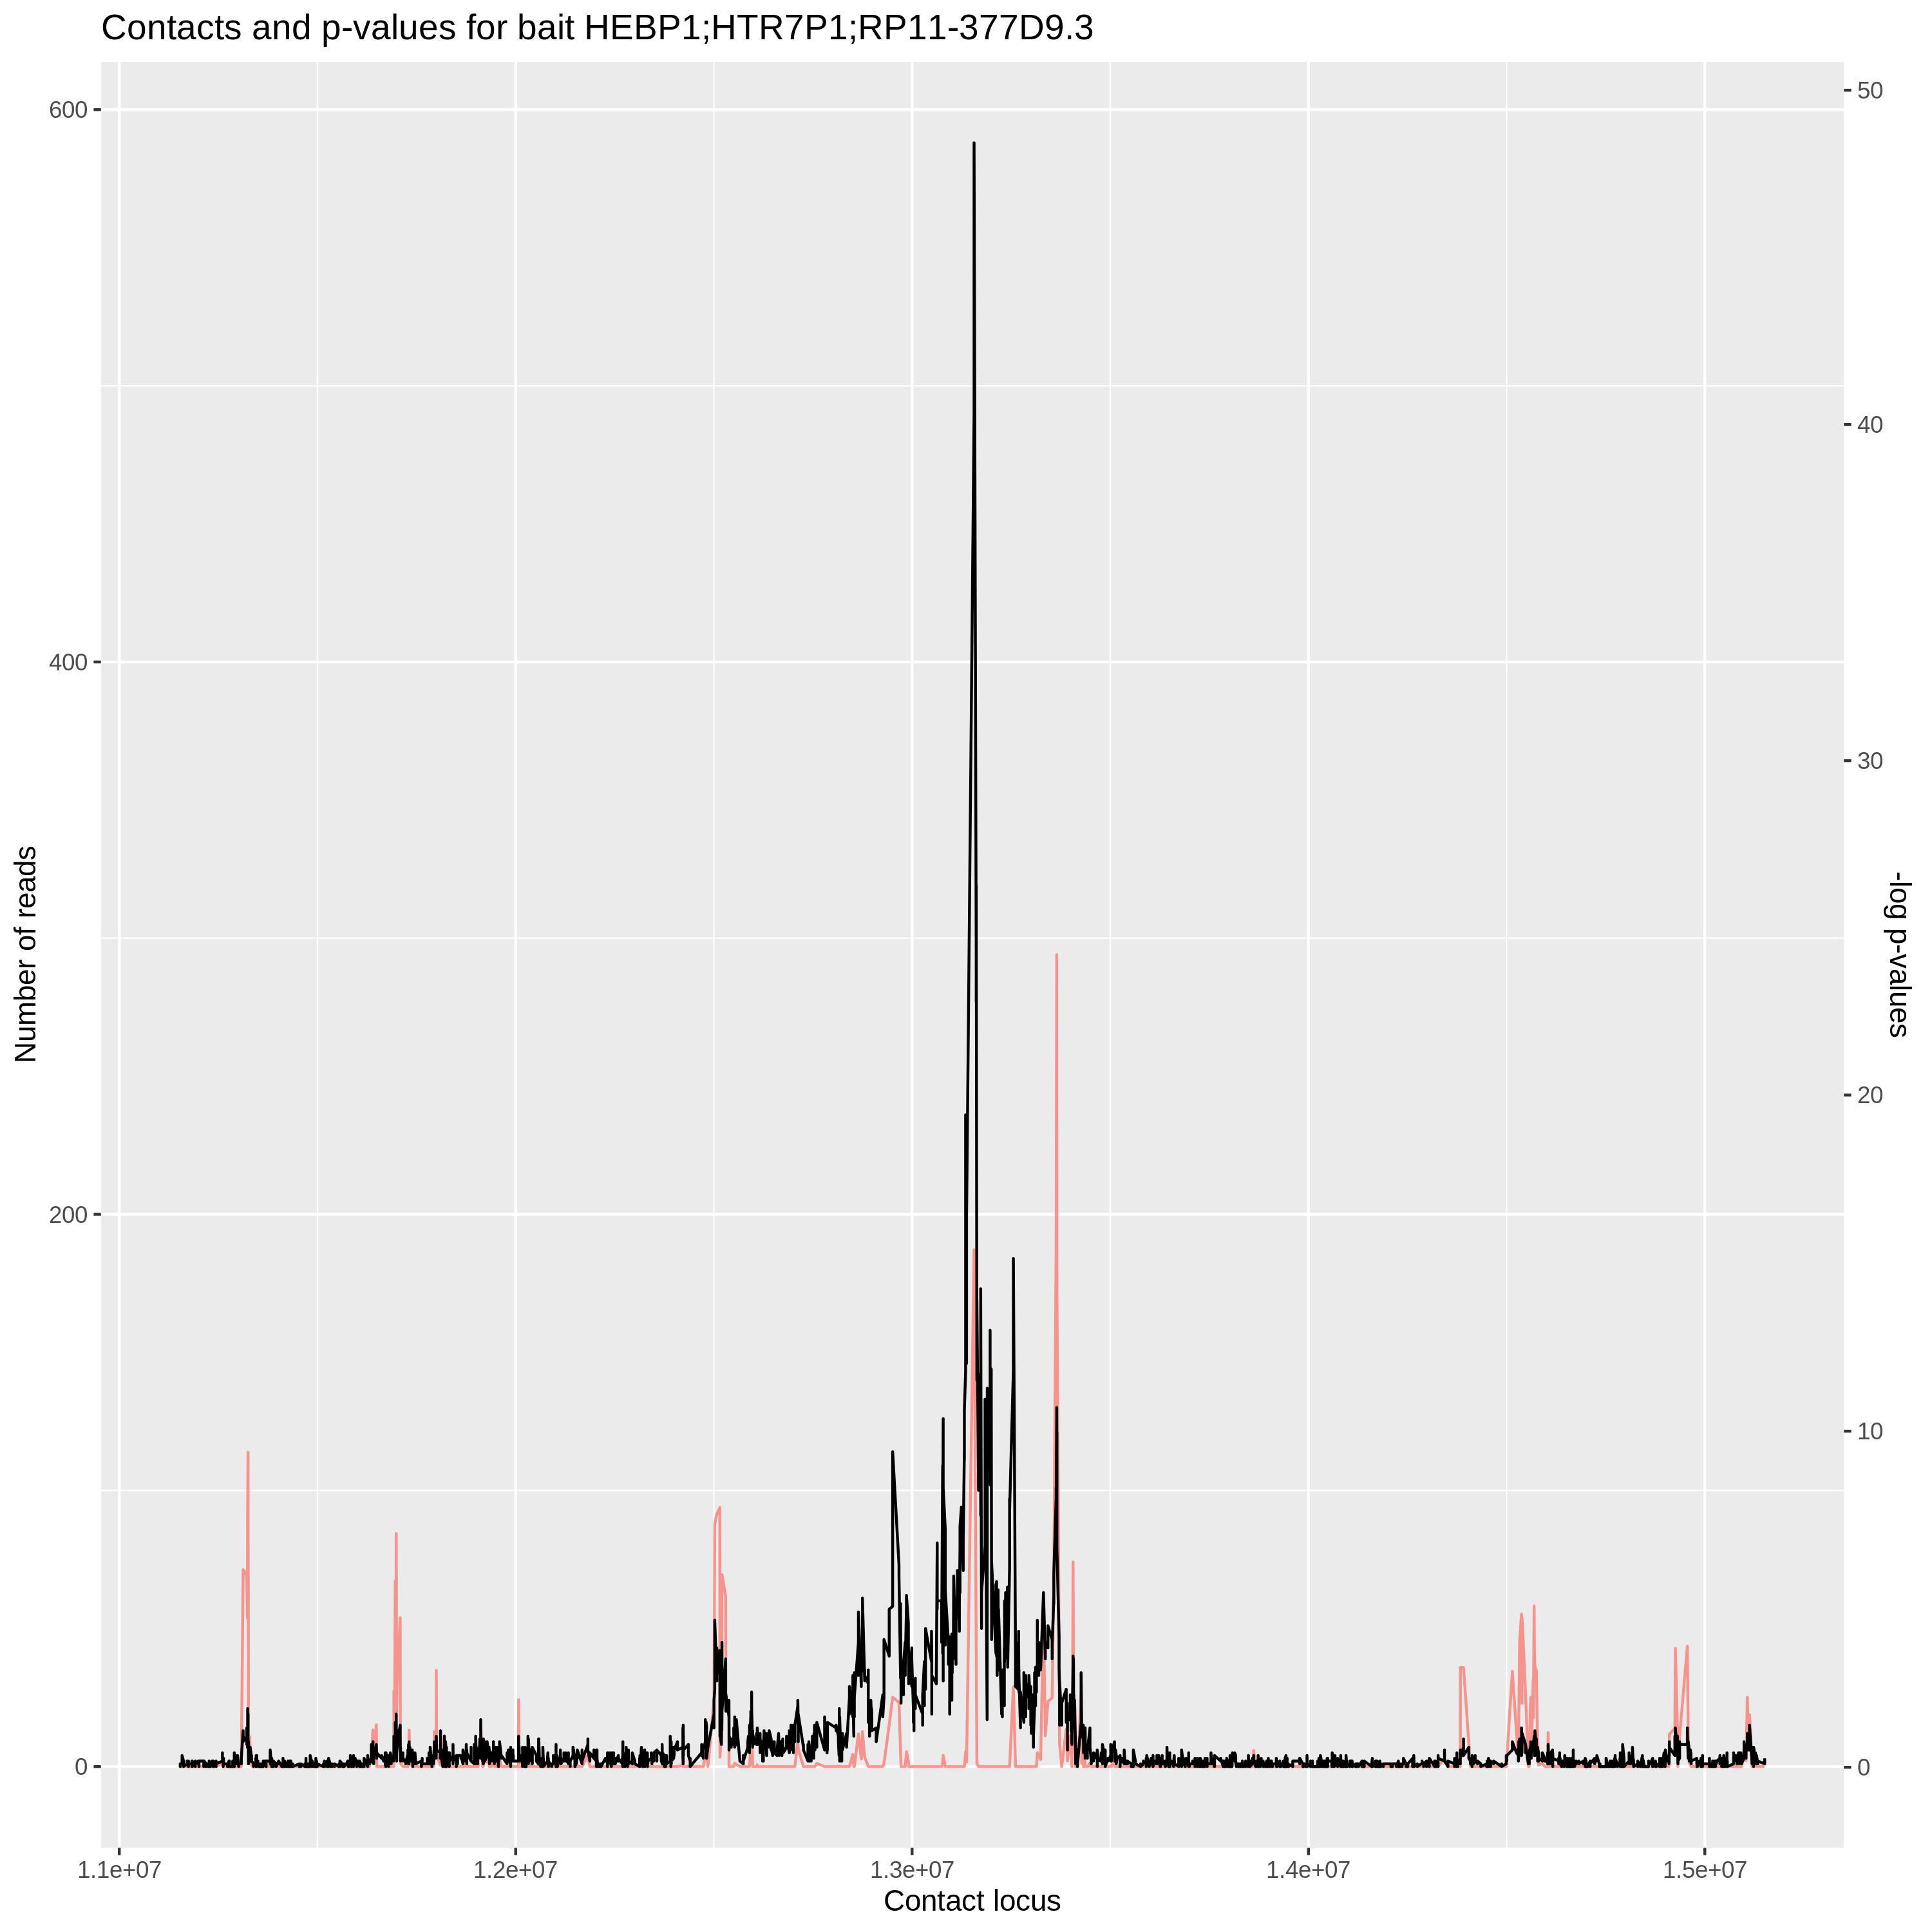 Contacts and p-values for bait HEBP1;HTR7P1;RP11-377D9.3
600
400
200
0
Number of reads
50
40
30
20
10
0
-log p-values
1.1e+07 1.2e+07 1.3e+07 1.4e+07 1.5e+07
Contact locus